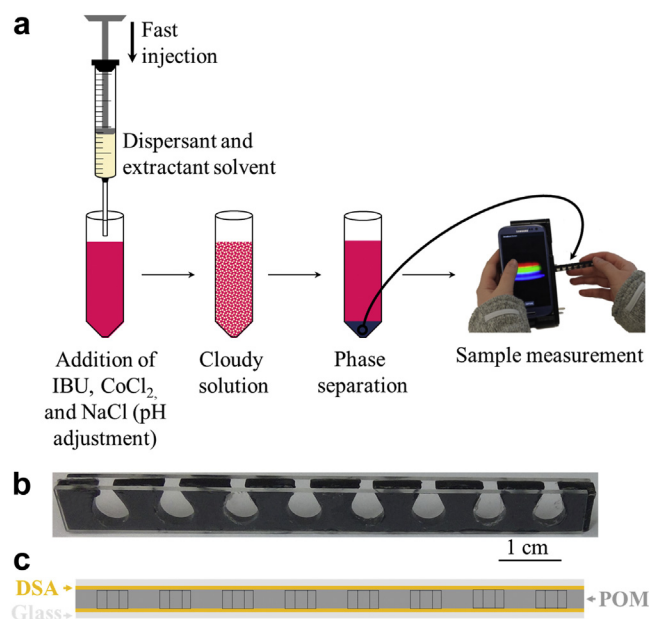 a
Fast
injection
Dispersant and
extractant solvent
Addition of
IBU, CoCl2,
and NaCl (pH
adjustment)
Cloudy
solution
Phase
separation
Sample measurement
b
1 cm
c
DSA
Glass
POM